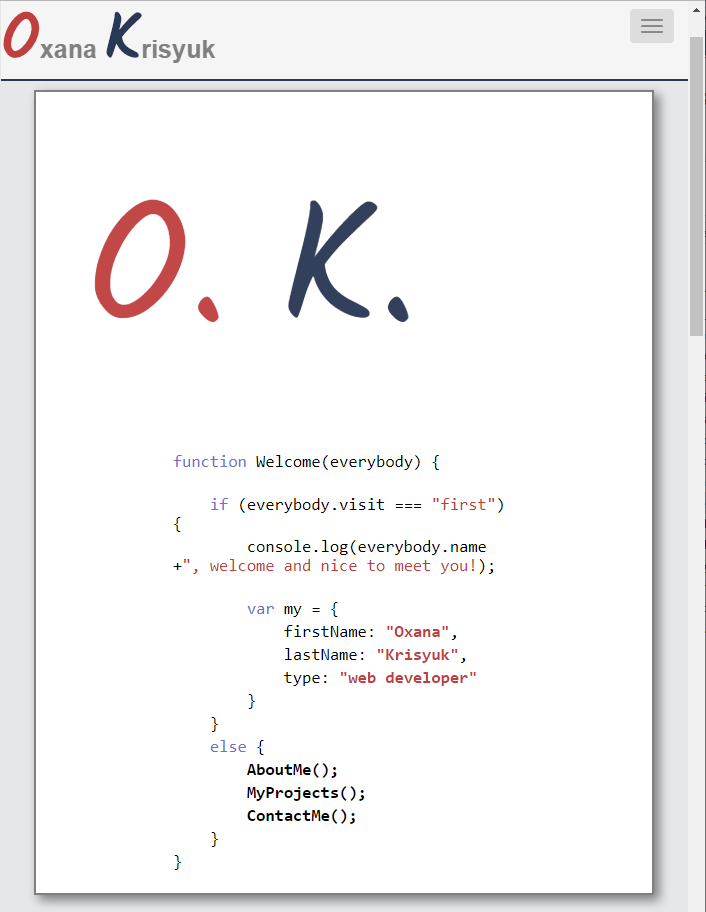 Oxana Krisyuk
O. K.
function Welcome(everybody) {
if (everybody.visit === "first")
{
console.log(everybody.name
+", welcome and nice to meet you!);
var my = {
firstName: "Oxana",
lastName: "Krisyuk",
type: "web developer"
}
}
else {
AboutMe();
MyProjects();
ContactMe();
}
}